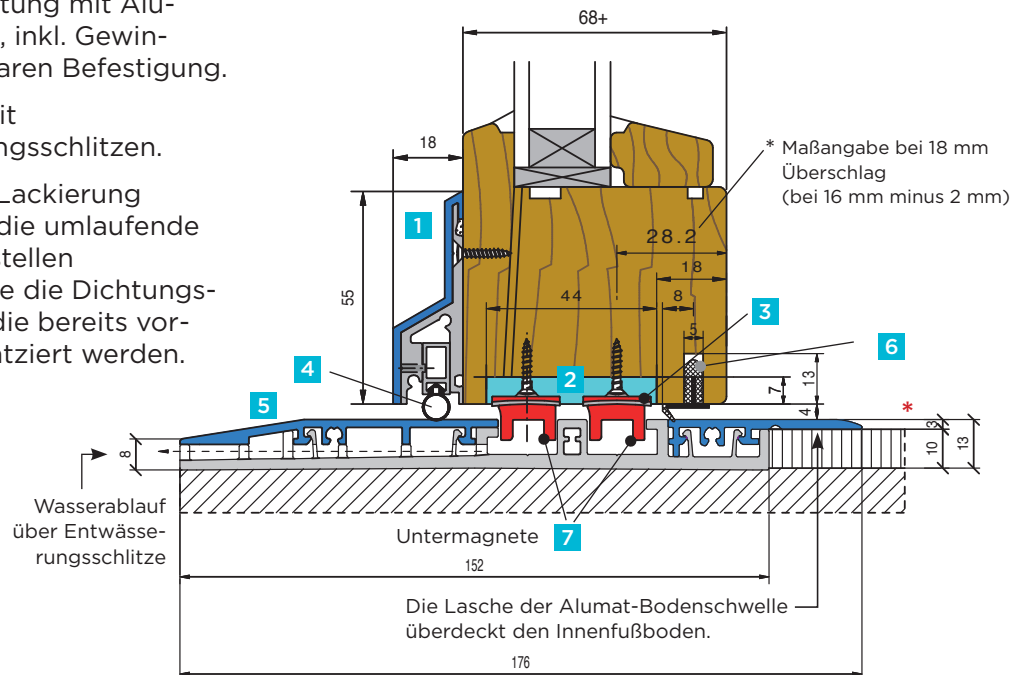 tung mit Alu-
, inkl. Gewin-
aren Befestigung.
it
ngsschlitzen.
Lackierung
die umlaufende
stellen
e die Dichtungs-
die bereits vor-
atziert werden.
68+
18
* Maßangabe bei 18 mm
Überschlag
(bei 16 mm minus 2 mm)
1
28.2
55
18
44
8
3
5
6
4
2
7
13
5
4
*
3
8
10
13
Wasserablauf
über Entwässe-
rungsschlitze
Untermagnete 7
152
Die Lasche der Alumat-Bodenschwelle
überdeckt den Innenfußboden.
176